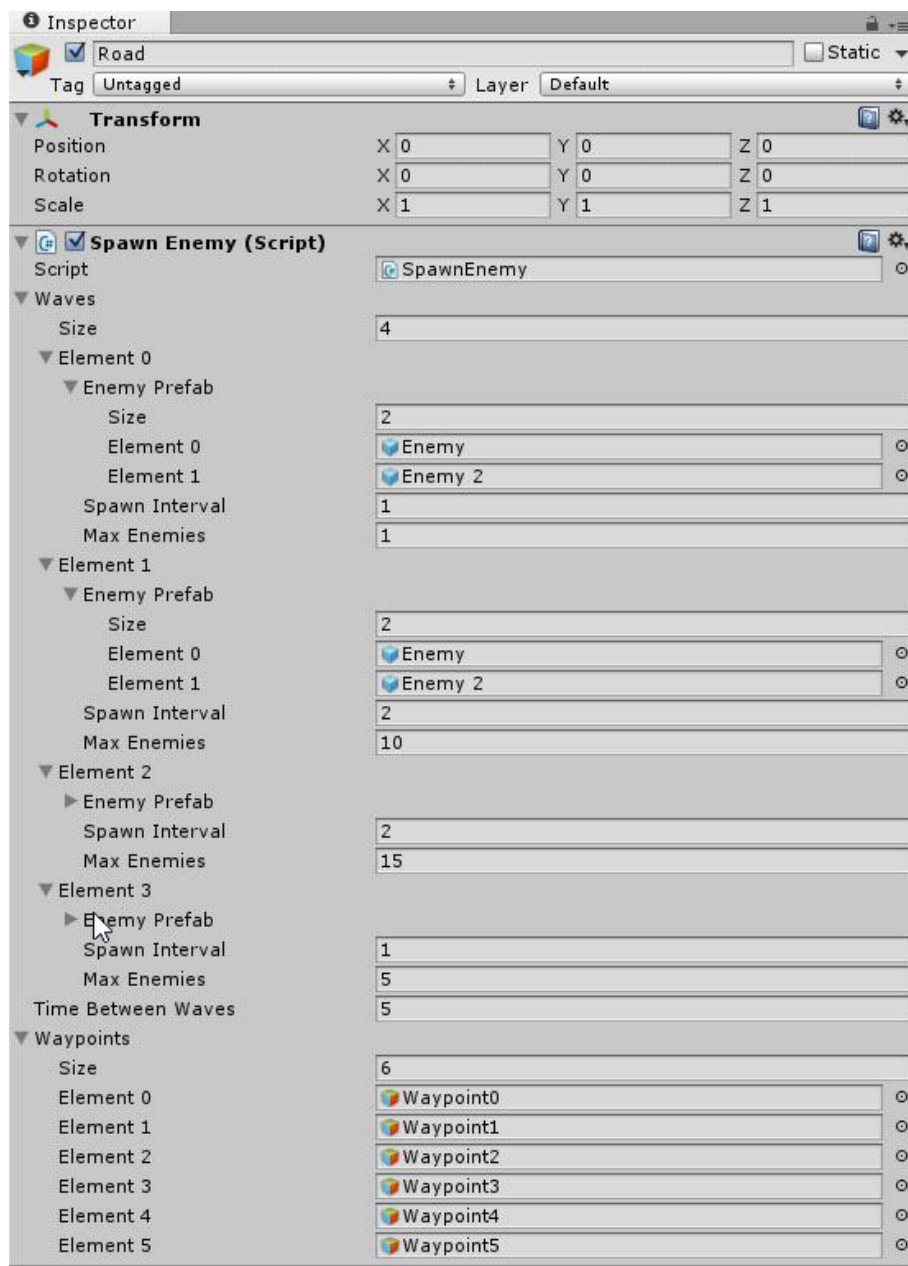 Inspector
Road Static
Tag Untagged Layer Default
Transform
Position X 0 Y 0 Z 0
Rotation X 0 Y 0 Z 0
Scale X 1 Y 1 Z 1
Spawn Enemy (Script)
Script SpawnEnemy
Waves
Size 4
Element 0
Enemy Prefab
Size 2
Element 0 Enemy
Element 1 Enemy 2
Spawn Interval 1
Max Enemies 1
Element 1
Enemy Prefab
Size 2
Element 0 Enemy
Element 1 Enemy 2
Spawn Interval 2
Max Enemies 10
Element 2
Enemy Prefab
Spawn Interval 2
Max Enemies 15
Element 3
Enemy Prefab
Spawn Interval 1
Max Enemies 5
Time Between Waves 5
Waypoints
Size 6
Element 0 Waypoint0
Element 1 Waypoint1
Element 2 Waypoint2
Element 3 Waypoint3
Element 4 Waypoint4
Element 5 Waypoint5